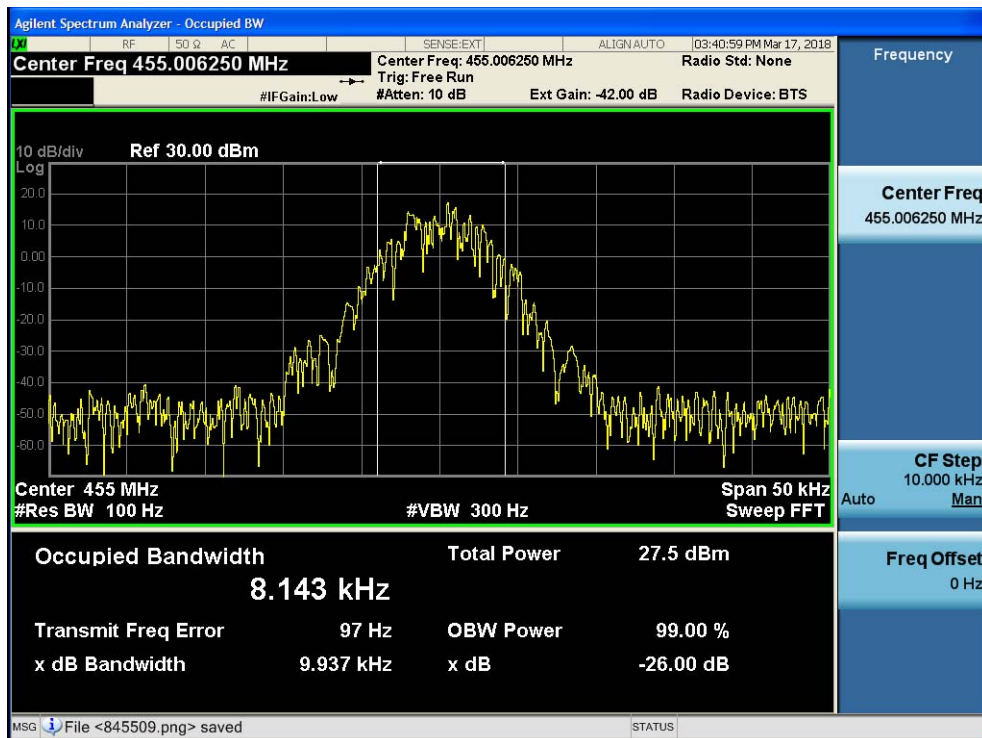 Agilent Spectrum Analyzer - Occupied BW
LXI RF 50 Ω AC SENSE:EXT ALIGN AUTO 03:40:59 PM Mar 17, 2018
Center Freq 455.006250 MHz
Center Freq: 455.006250 MHz Radio Std: None
Trig: Free Run
#IFGain:Low #Atten: 10 dB Ext Gain: -42.00 dB Radio Device: BTS
10 dB/div Ref 30.00 dBm
Log
20.0
10.0
0.00
-10.0
-20.0
-30.0
-40.0
-50.0
-60.0
Center 455 MHz Span 50 kHz
#Res BW 100 Hz #VBW 300 Hz Sweep FFT
Occupied Bandwidth Total Power 27.5 dBm
8.143 kHz
Transmit Freq Error 97 Hz OBW Power 99.00 %
x dB Bandwidth 9.937 kHz x dB -26.00 dB
Frequency
Center Freq
455.006250 MHz
CF Step
10.000 kHz
Auto Man
Freq Offset
0 Hz
MSG File <845509.png> saved STATUS